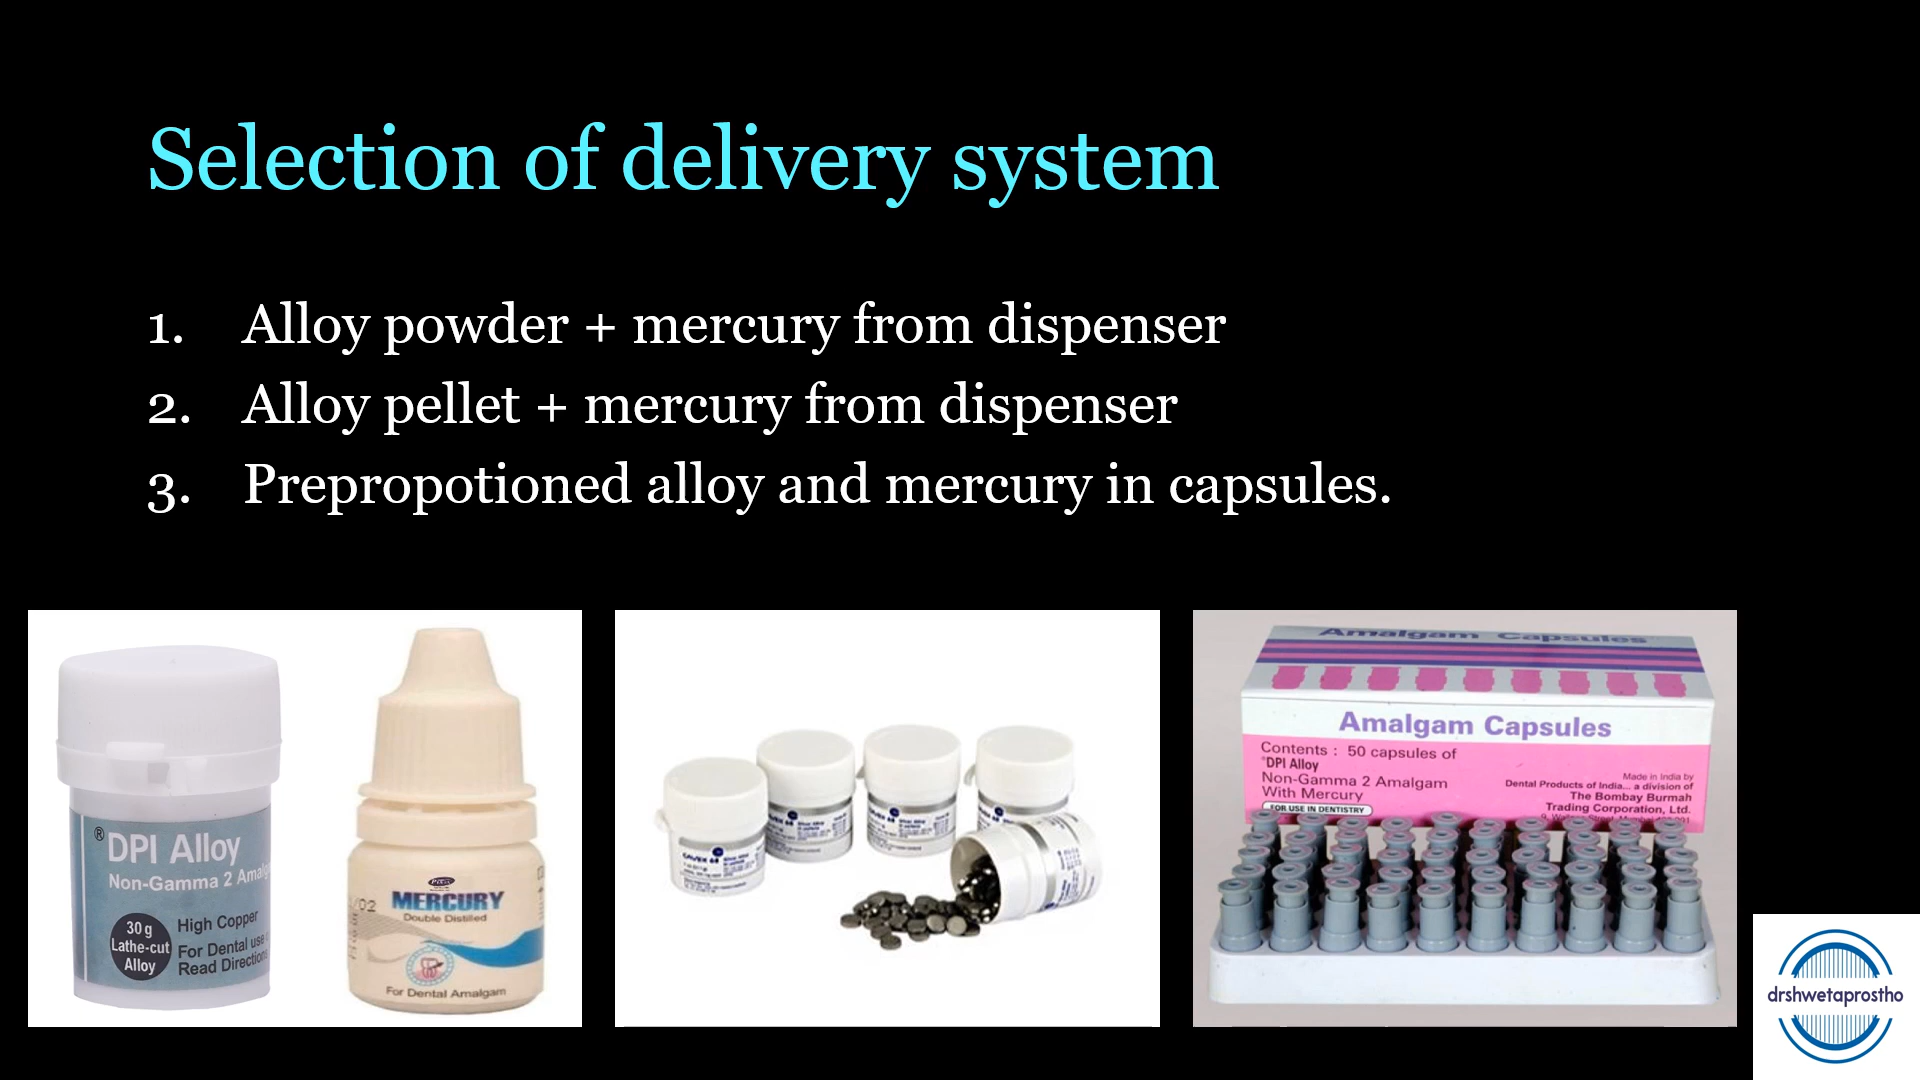 Selection of delivery system
1. Alloy powder + mercury from dispenser
2. Alloy pellet + mercury from dispenser
3. Prepropotioned alloy and mercury in capsules.
®DPI Alloy
Non-Gamma 2
30 g
Lathe-cut
Alloy
High Copper
For Dental use
Read
MERCURY
Double Distilled
For Dental Amalgam
Amalgam Capsules
Amalgam Capsules
Contents : 50 capsules of
®DPI Alloy
Non-Gamma 2 Amalgam
With Mercury
FOR USE IN DENTISTRY
Made in India by
Dental Products of India... a division of
The Bombay Burmah
Trading Corporation, Ltd.
drshwetaprostho